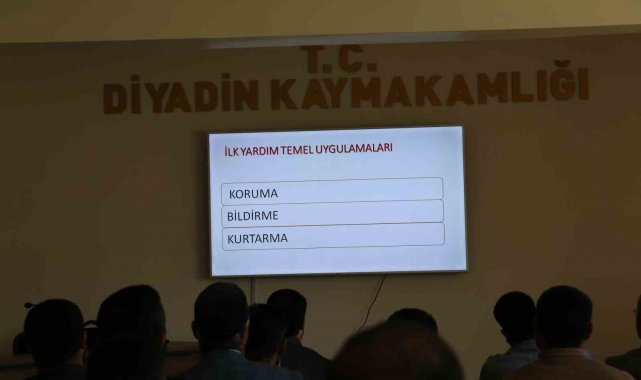 T.C.
DİYADİN KAYMAKAMLIĞI
İLK YARDIM TEMEL UYGULAMALARI
KORUMA
BİLDİRME
KURTARMA